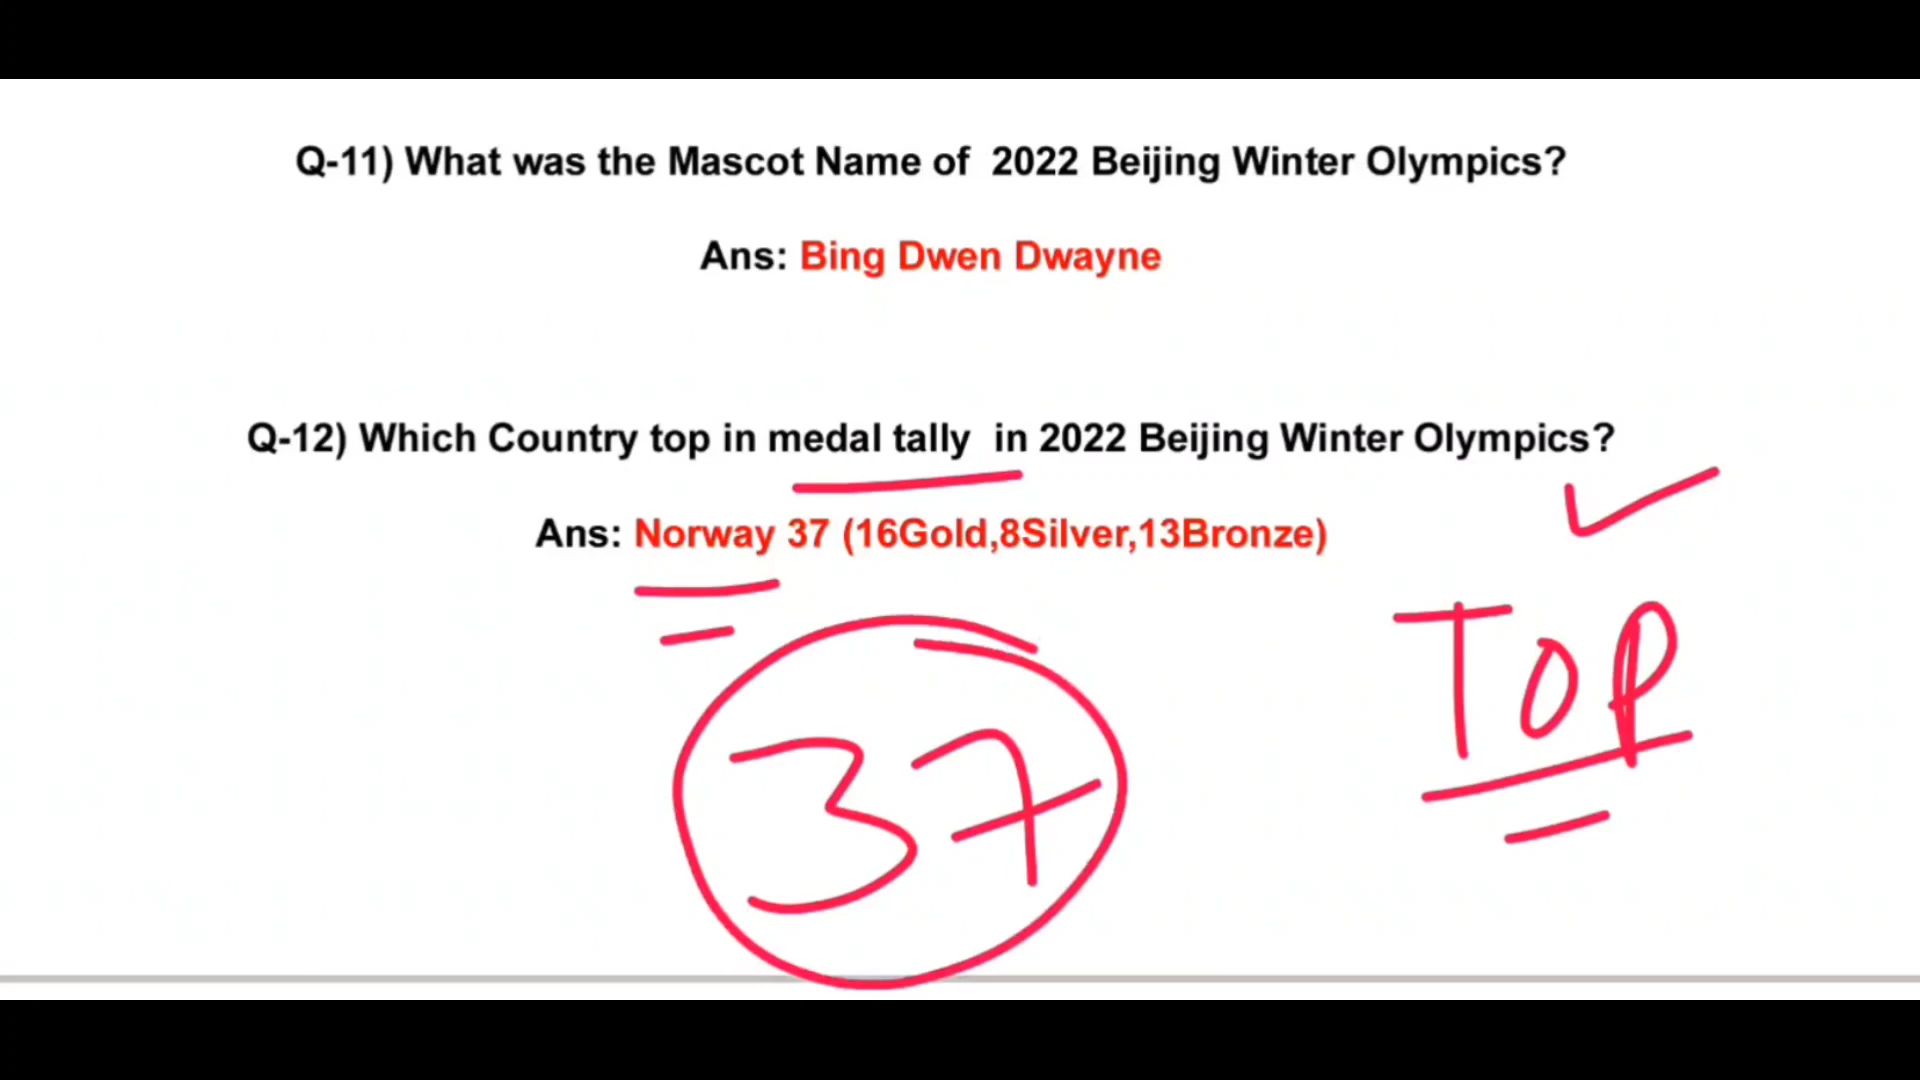 Q-11) What was the Mascot Name of 2022 Beijing Winter Olympics?
Ans: Bing Dwen Dwayne
Q-12) Which Country top in medal tally in 2022 Beijing Winter Olympics?
Ans: Norway 37 (16Gold,8Silver,13Bronze)
TOP
37